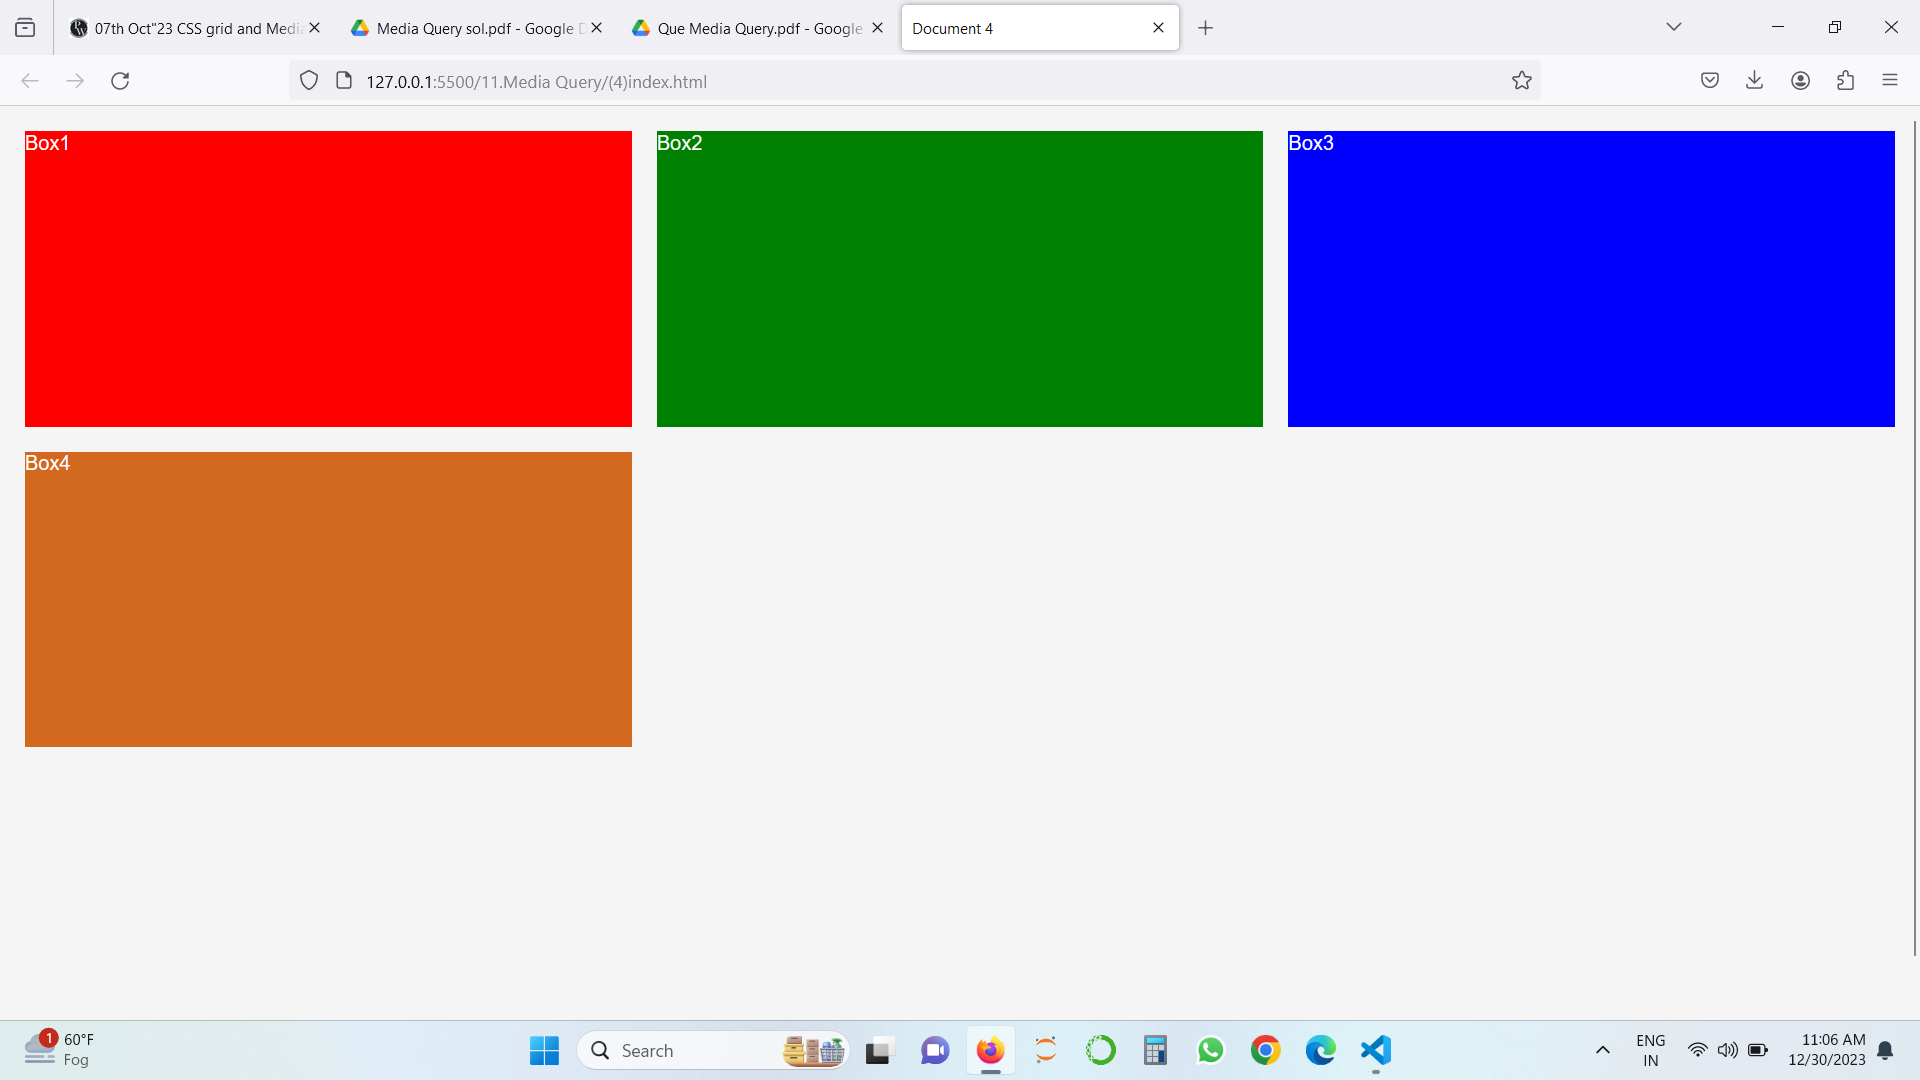 07th Oct"23 CSS grid and Media
Media Query sol.pdf - Google D
Que Media Query.pdf - Google
Document 4
127.0.0.1:5500/11.Media Query/(4)index.html
Box1
Box2
Box3
Box4
1
60°F
Fog
Search
ENG
IN
11:06 AM
12/30/2023